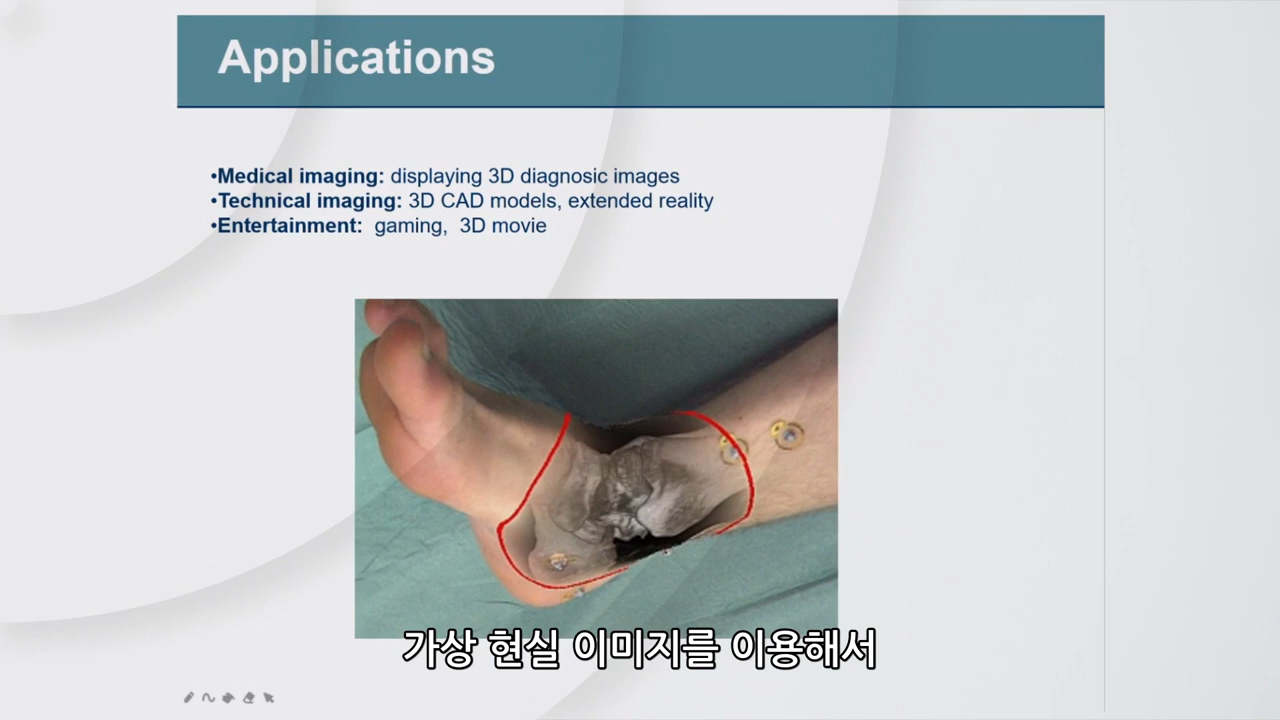 Applications
•Medical imaging: displaying 3D diagnosic images
•Technical imaging: 3D CAD models, extended reality
•Entertainment:  gaming,  3D movie
가상 현실 이미지를 이용해서